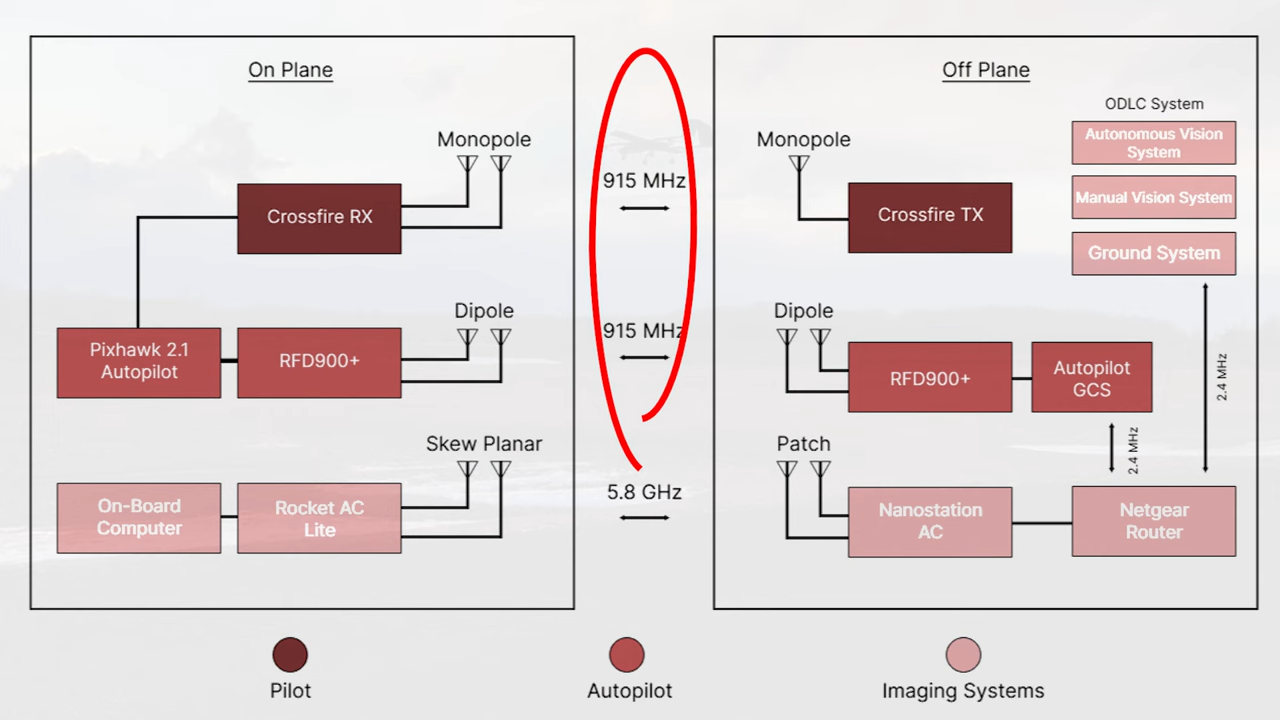 On Plane
Monopole
Crossfire RX
Dipole
Pixhawk 2.1
Autopilot
RFD900+
Skew Planar
On-Board
Computer
Rocket AC
Lite
915 MHz
915 MHz
5.8 GHz
Off Plane
ODLC System
Autonomous Vision
System
Manual Vision System
Ground System
Monopole
Crossfire TX
Dipole
RFD900+
Autopilot
GCS
2.4 MHz
2.4 MHz
Patch
Nanostation
AC
Netgear
Router
Pilot
Autopilot
Imaging Systems